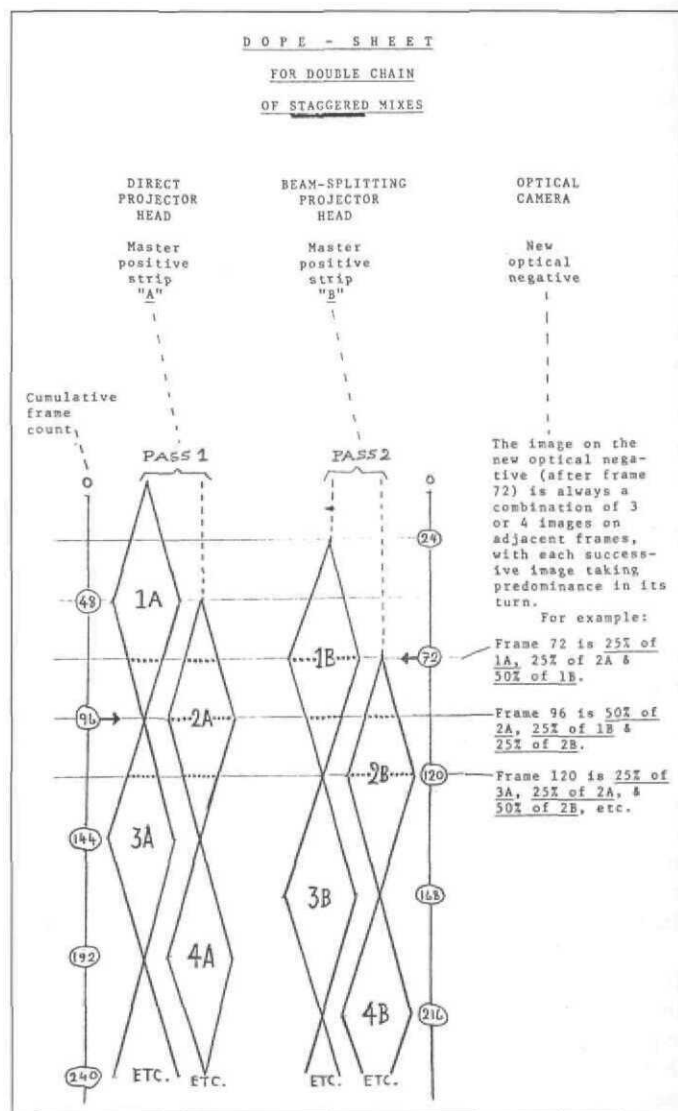 D O P E - S H E E T
FOR DOUBLE CHAIN
OF STAGGERED MIXES
DIRECT
PROJECTOR
HEAD
Master
positive
strip
"A"
BEAM-SPLITTING
PROJECTOR
HEAD
Master
positive
strip
"B"
OPTICAL
CAMERA
New
optical
negative
Cumulative
frame
count
PASS 1
PASS 2
0
0
The image on the
new optical nega-
tive (after frame
72) is always a
combination of 3
or 4 images on
adjacent frames,
with each success-
ive image taking
predominance in its
turn.
For example:
24
48
1A
1B
72
Frame 72 is 25% of
1A, 25% of 2A &
50% of 1B.
96
2A
Frame 96 is 50% of
2A, 25% of 1B &
25% of 2B.
2B
120
Frame 120 is 25% of
3A, 25% of 2A, &
50% of 2B, etc.
144
3A
3B
168
192
4A
4B
216
240
ETC.
ETC.
ETC.
ETC.